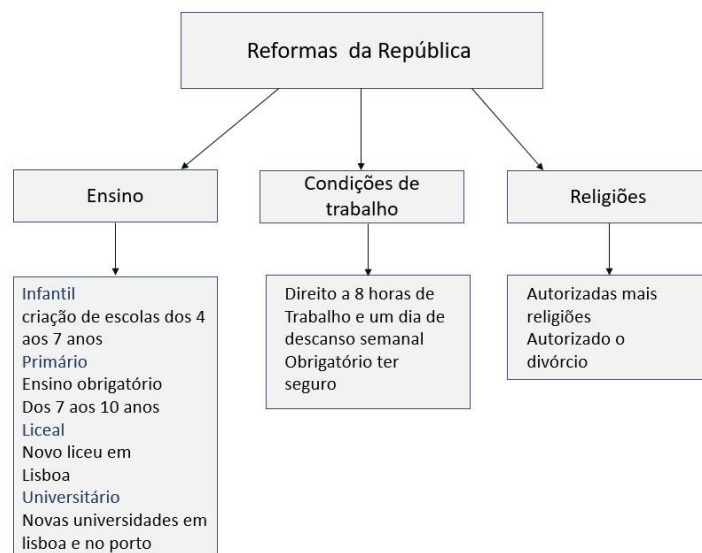 Reformas da República
Ensino
Condições de
trabalho
Religiões
Infantil
criação de escolas dos 4
aos 7 anos
Primário
Ensino obrigatório
Dos 7 aos 10 anos
Liceal
Novo liceu em
Lisboa
Universitário
Novas universidades em
lisboa e no porto
Direito a 8 horas de
Trabalho e um dia de
descanso semanal
Obrigatório ter
seguro
Autorizadas mais
religiões
Autorizado o
divórcio